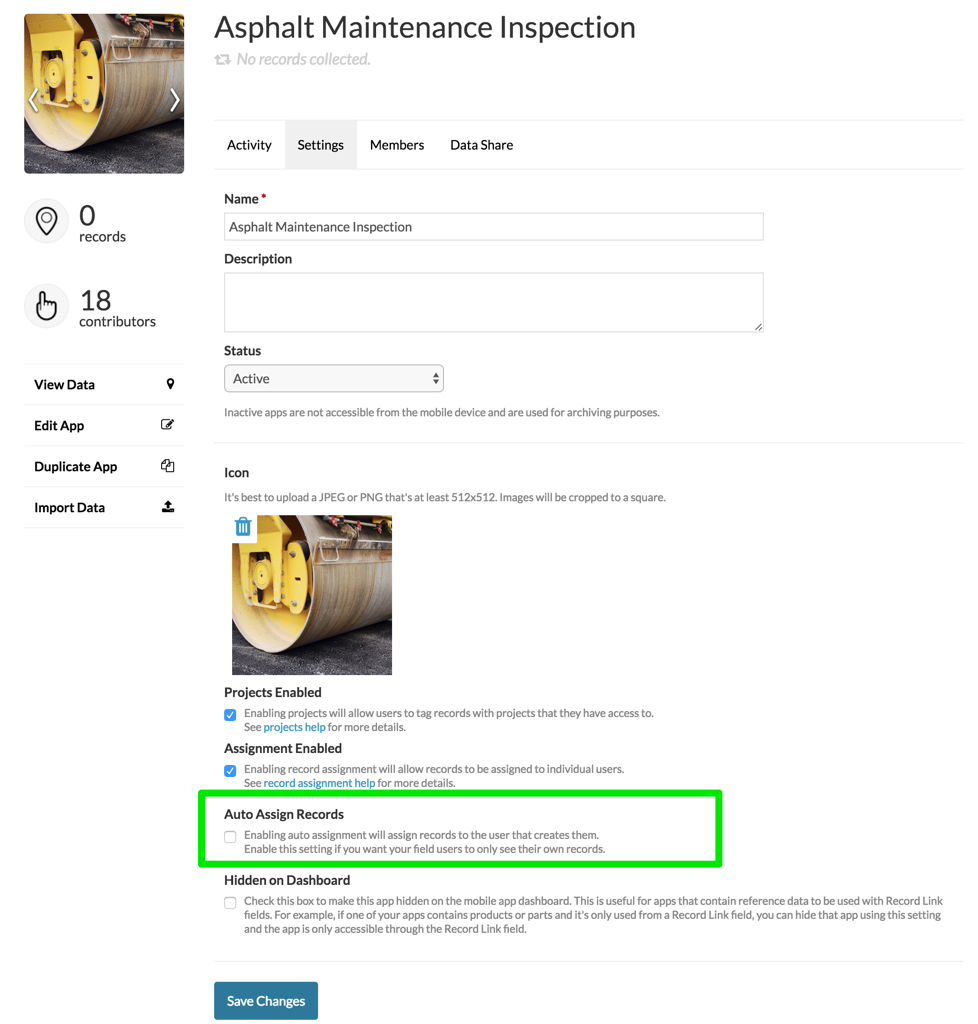 Asphalt Maintenance Inspection
No records collected.
Activity Settings Members Data Share
0
records
18
contributors
View Data
Edit App
Duplicate App
Import Data
Name *
Asphalt Maintenance Inspection
Description
Status
Active
Inactive apps are not accessible from the mobile device and are used for archiving purposes.
Icon
It's best to upload a JPEG or PNG that's at least 512x512. Images will be cropped to a square.
Projects Enabled
Enabling projects will allow users to tag records with projects that they have access to.
See projects help for more details.
Assignment Enabled
Enabling record assignment will allow records to be assigned to individual users.
See record assignment help for more details.
Auto Assign Records
Enabling auto assignment will assign records to the user that creates them.
Enable this setting if you want your field users to only see their own records.
Hidden on Dashboard
Check this box to make this app hidden on the mobile app dashboard. This is useful for apps that contain reference data to be used with Record Link
fields. For example, if one of your apps contains products or parts and it's only used from a Record Link field, you can hide that app using this setting
and the app is only accessible through the Record Link field.
Save Changes